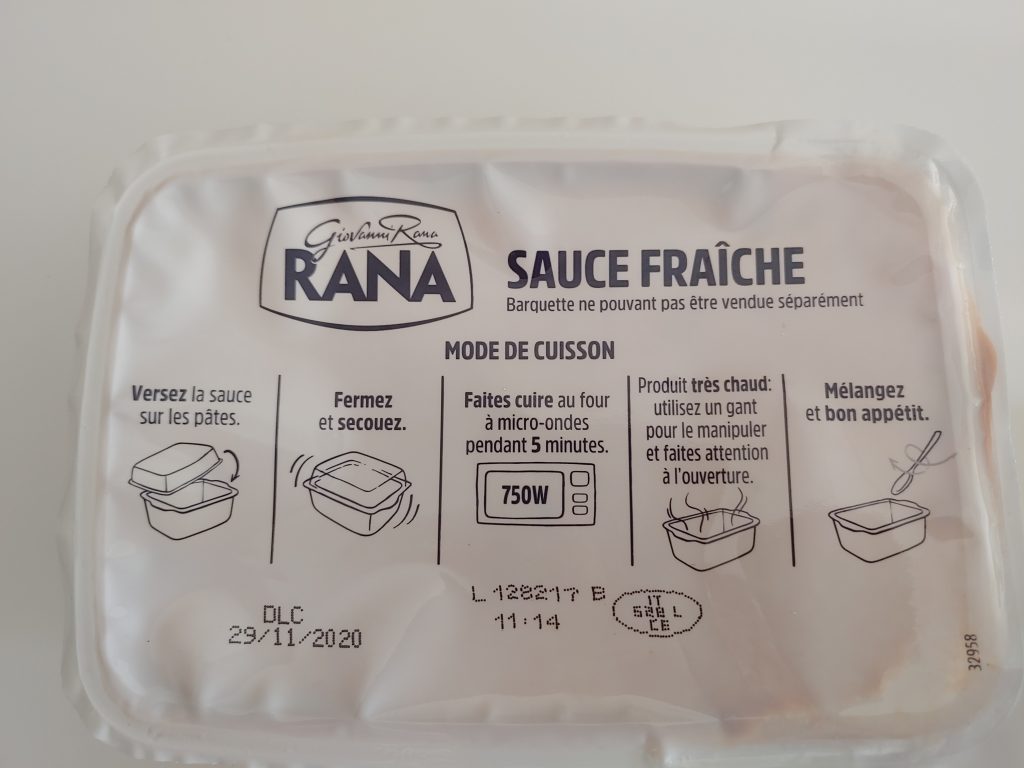 Giovanni Rana
RANA
SAUCE FRAÎCHE
Barquette ne pouvant pas être vendue séparément
MODE DE CUISSON
Versez la sauce
sur les pâtes.
Fermez
et secouez.
Faites cuire au four
à micro-ondes
pendant 5 minutes.
750W
Produit très chaud:
utilisez un gant
pour le manipuler
et faites attention
à l'ouverture.
Mélangez
et bon appétit.
DLC
29/11/2020
L 128217 B
11:14
IT
L
CE
32958